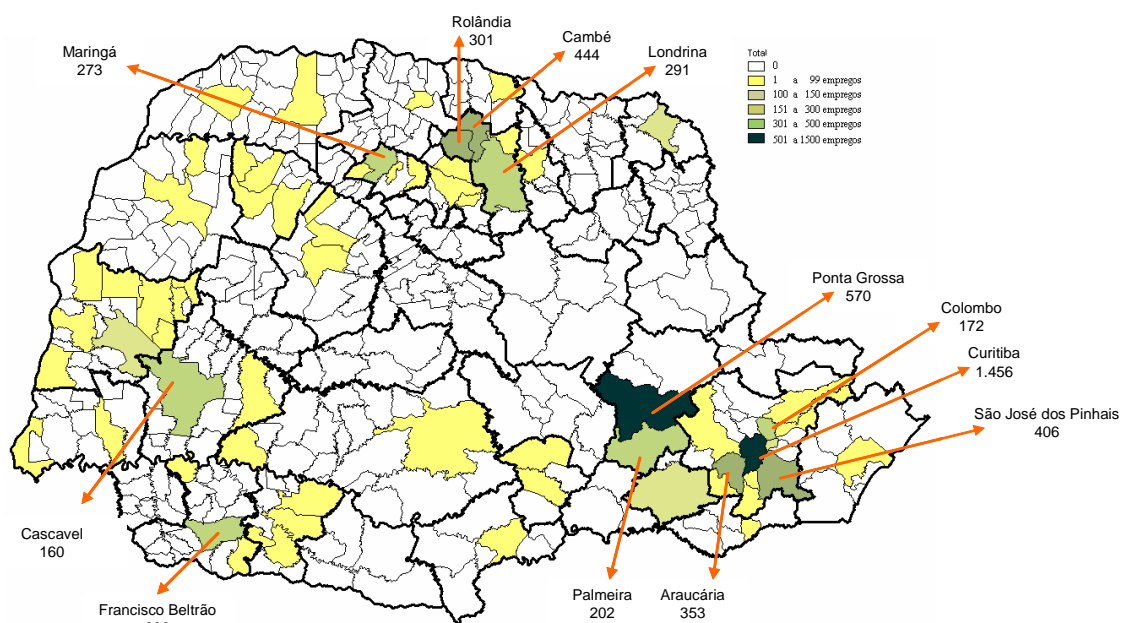 Rolândia
301
Cambé
444
Maringá
273
Londrina
291
Total
0
1 a 99 empregos
100 a 150 empregos
151 a 300 empregos
301 a 500 empregos
501 a 1500 empregos
Ponta Grossa
570
Colombo
172
Curitiba
1.456
São José dos Pinhais
406
Cascavel
160
Francisco Beltrão
Palmeira
202
Araucária
353